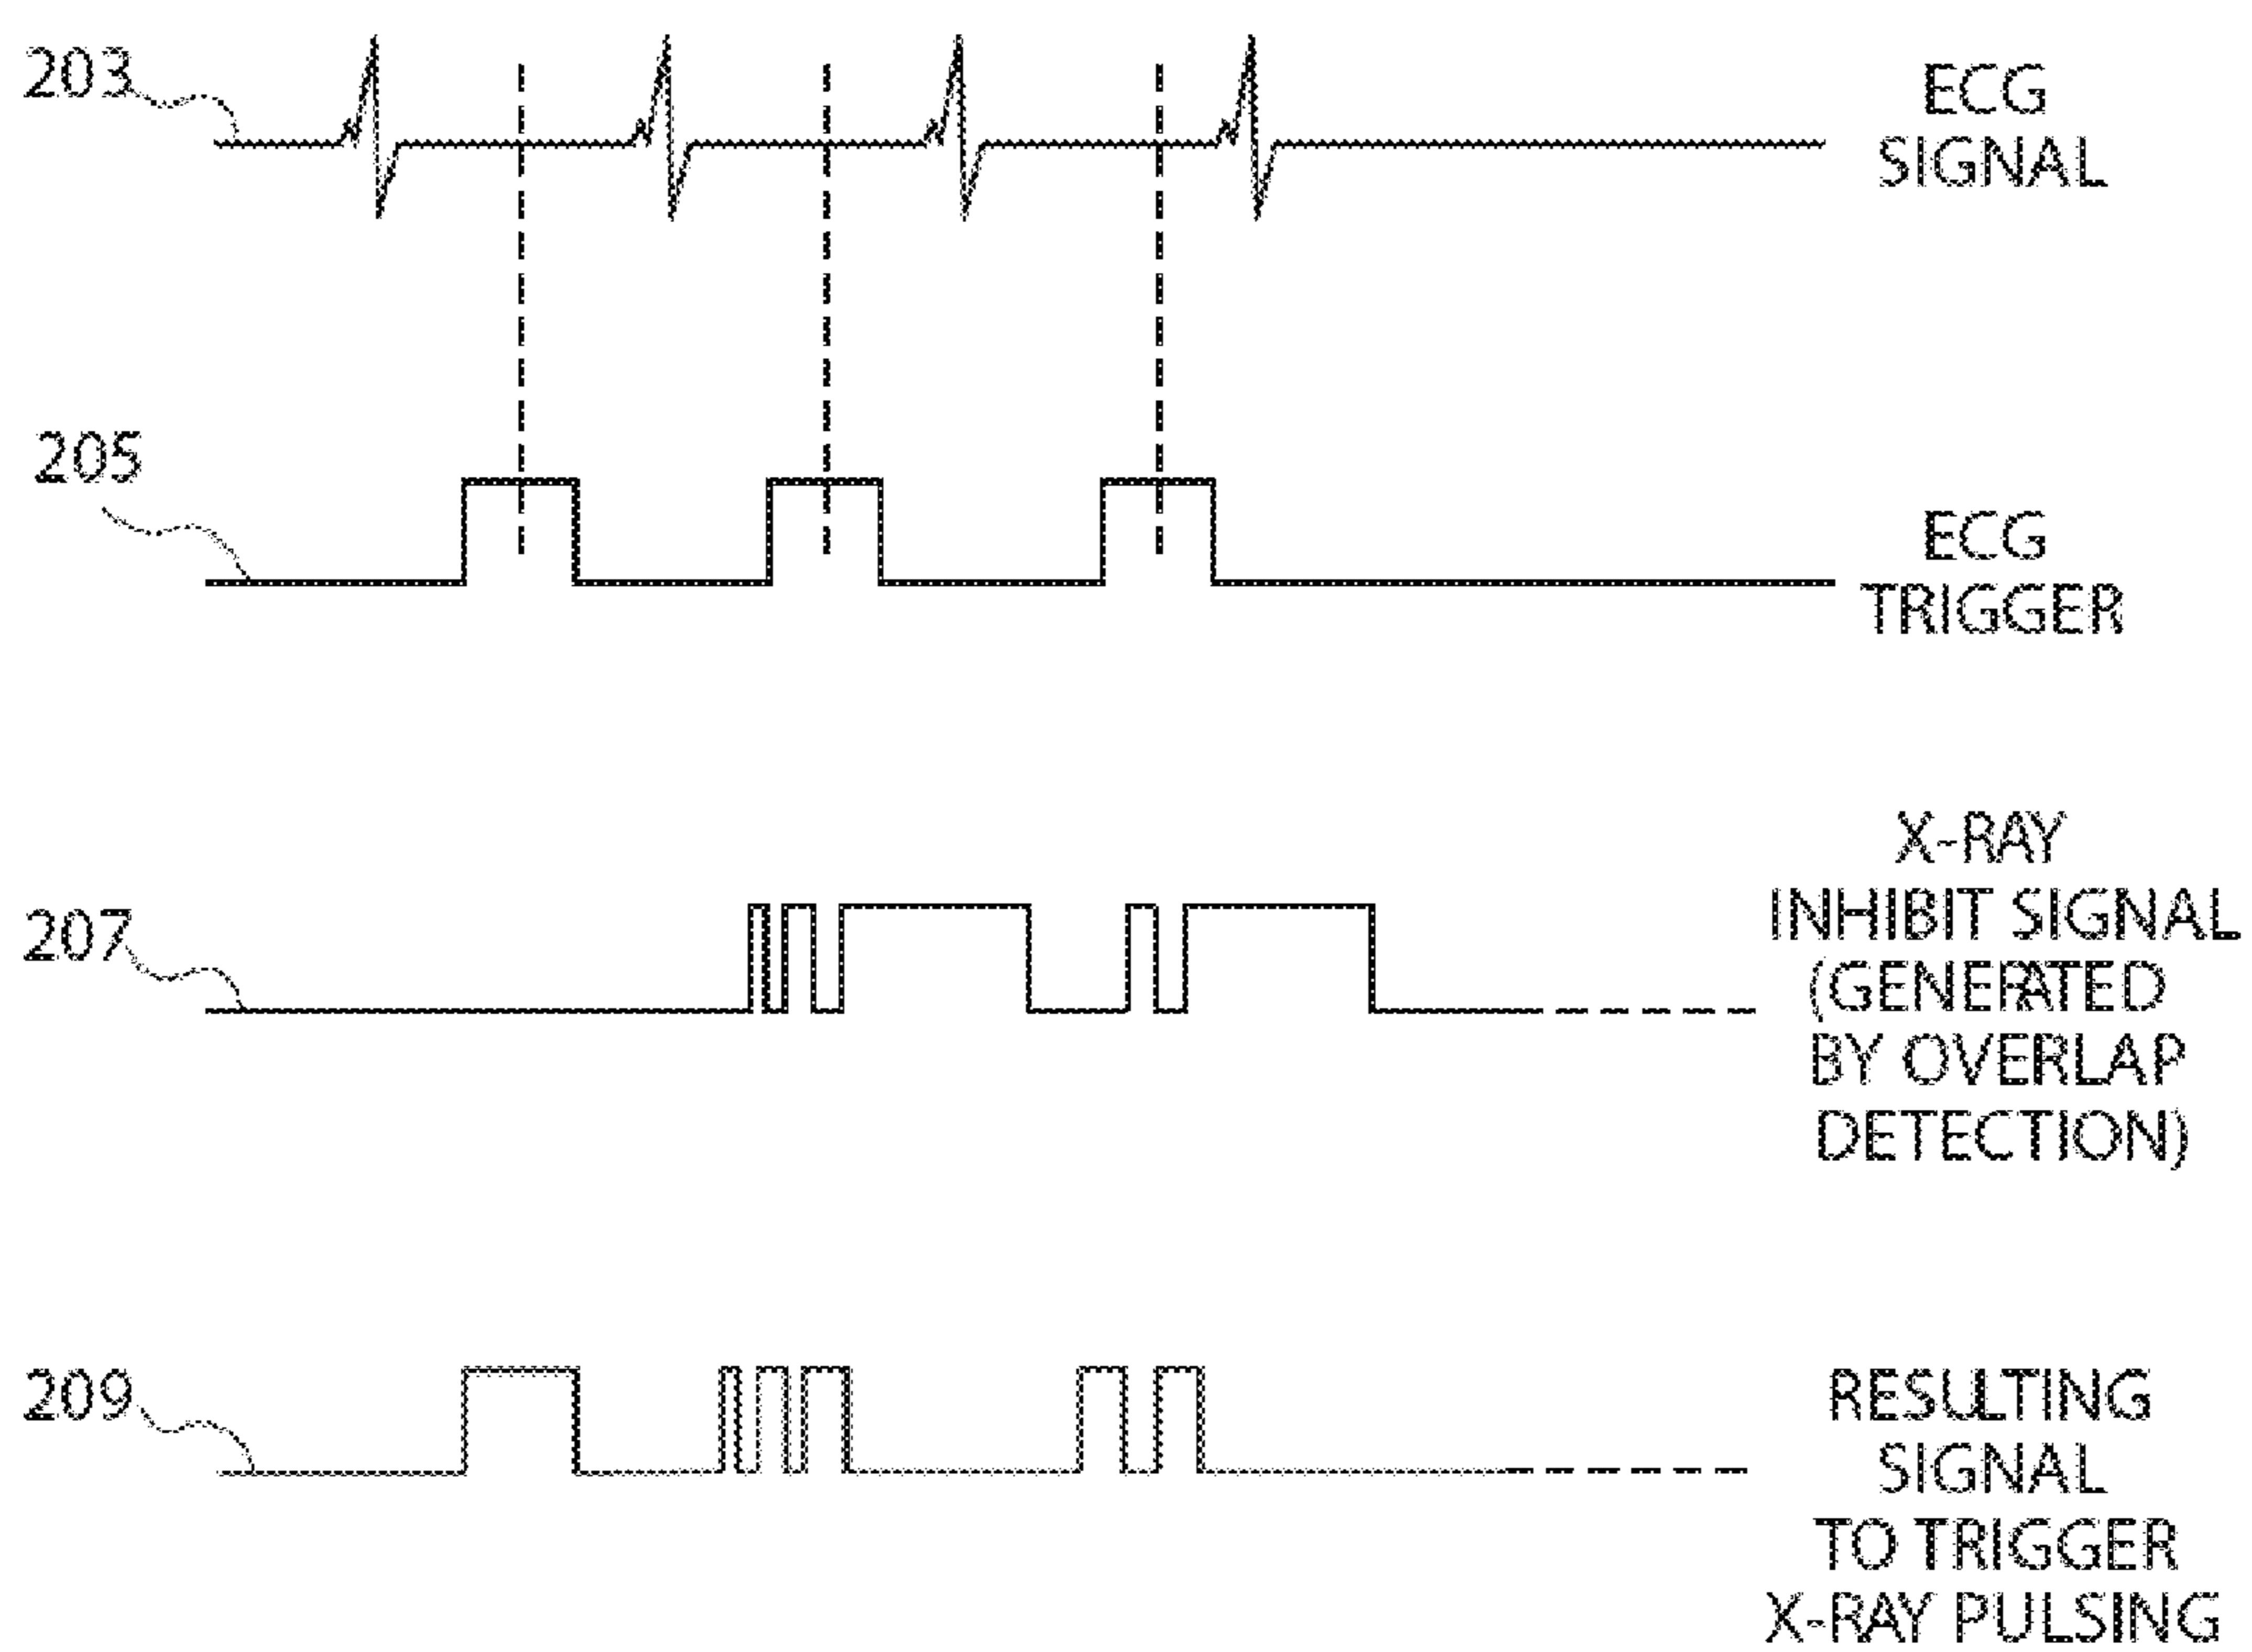 203
ECG
SIGNAL
205
ECG
TRIGGER
207
X-RAY
INHIBIT SIGNAL
(GENERATED
BY OVERLAP
DETECTION)
209
RESULTING
SIGNAL
TO TRIGGER
X-RAY PULSING